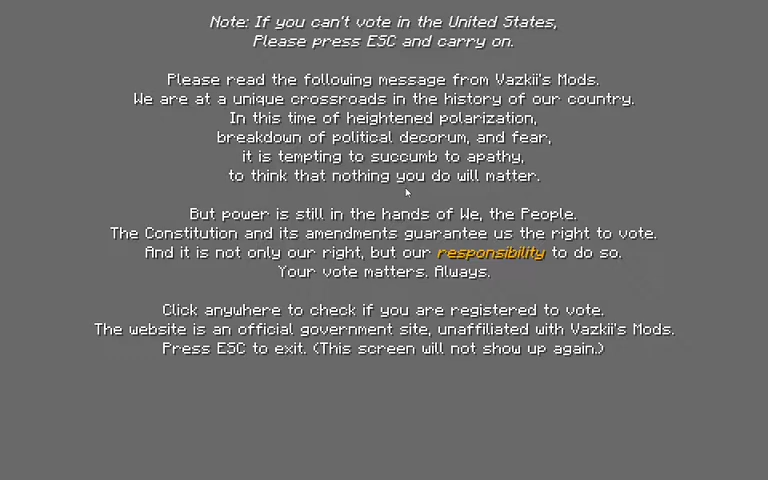 Note: If you can't vote in the United States,
Please press ESC and carry on.
Please read the following message from Vazkii's Mods.
We are at a unique crossroads in the history of our country.
In this time of heightened polarization,
breakdown of political decorum, and fear,
it is tempting to succumb to apathy,
to think that nothing you do will matter.
But power is still in the hands of We, the People.
The Constitution and its amendments guarantee us the right to vote.
And it is not only our right, but our responsibility to do so.
Your vote matters. Always.
Click anywhere to check if you are registered to vote.
The website is an official government site, unaffiliated with Vazkii's Mods.
Press ESC to exit. (This screen will not show up again.)